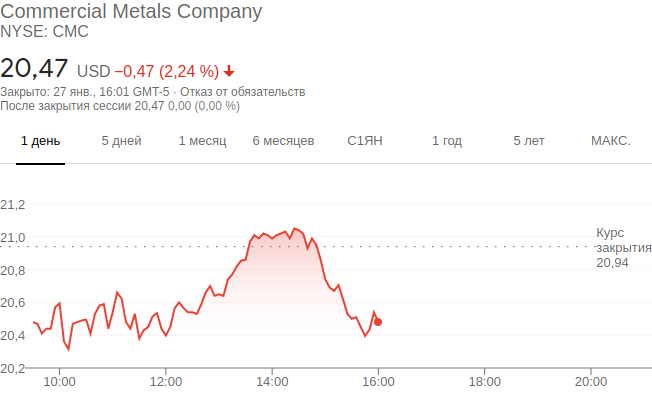 Commercial Metals Company
NYSE: CMC
20,47 USD −0,47 (2,24 %)
Закрыто: 27 янв., 16:01 GMT-5 · Отказ от обязательств
После закрытия сессии 20,47 0,00 (0,00 %)
1 день 5 дней 1 месяц 6 месяцев С1ЯН 1 год 5 лет МАКС.
21,2
21,0
20,8
20,6
20,4
20,2
Курс
закрытия
20,94
10:00 12:00 14:00 16:00 18:00 20:00